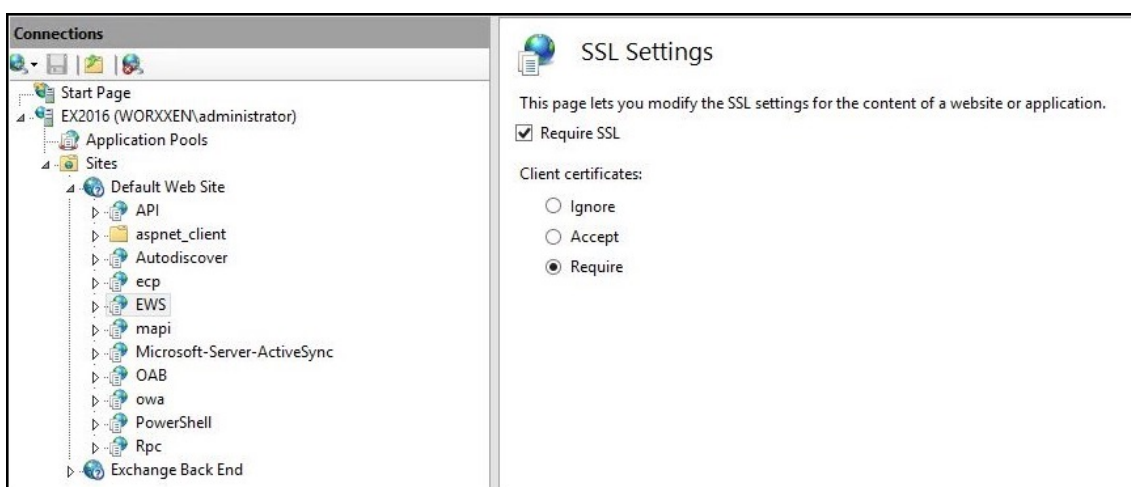 Connections
Start Page
EX2016 (WORXXEN\administrator)
Application Pools
Sites
Default Web Site
API
aspnet_client
Autodiscover
ecp
EWS
mapi
Microsoft-Server-ActiveSync
OAB
owa
PowerShell
Rpc
Exchange Back End
SSL Settings
This page lets you modify the SSL settings for the content of a website or application.
Require SSL
Client certificates:
Ignore
Accept
Require